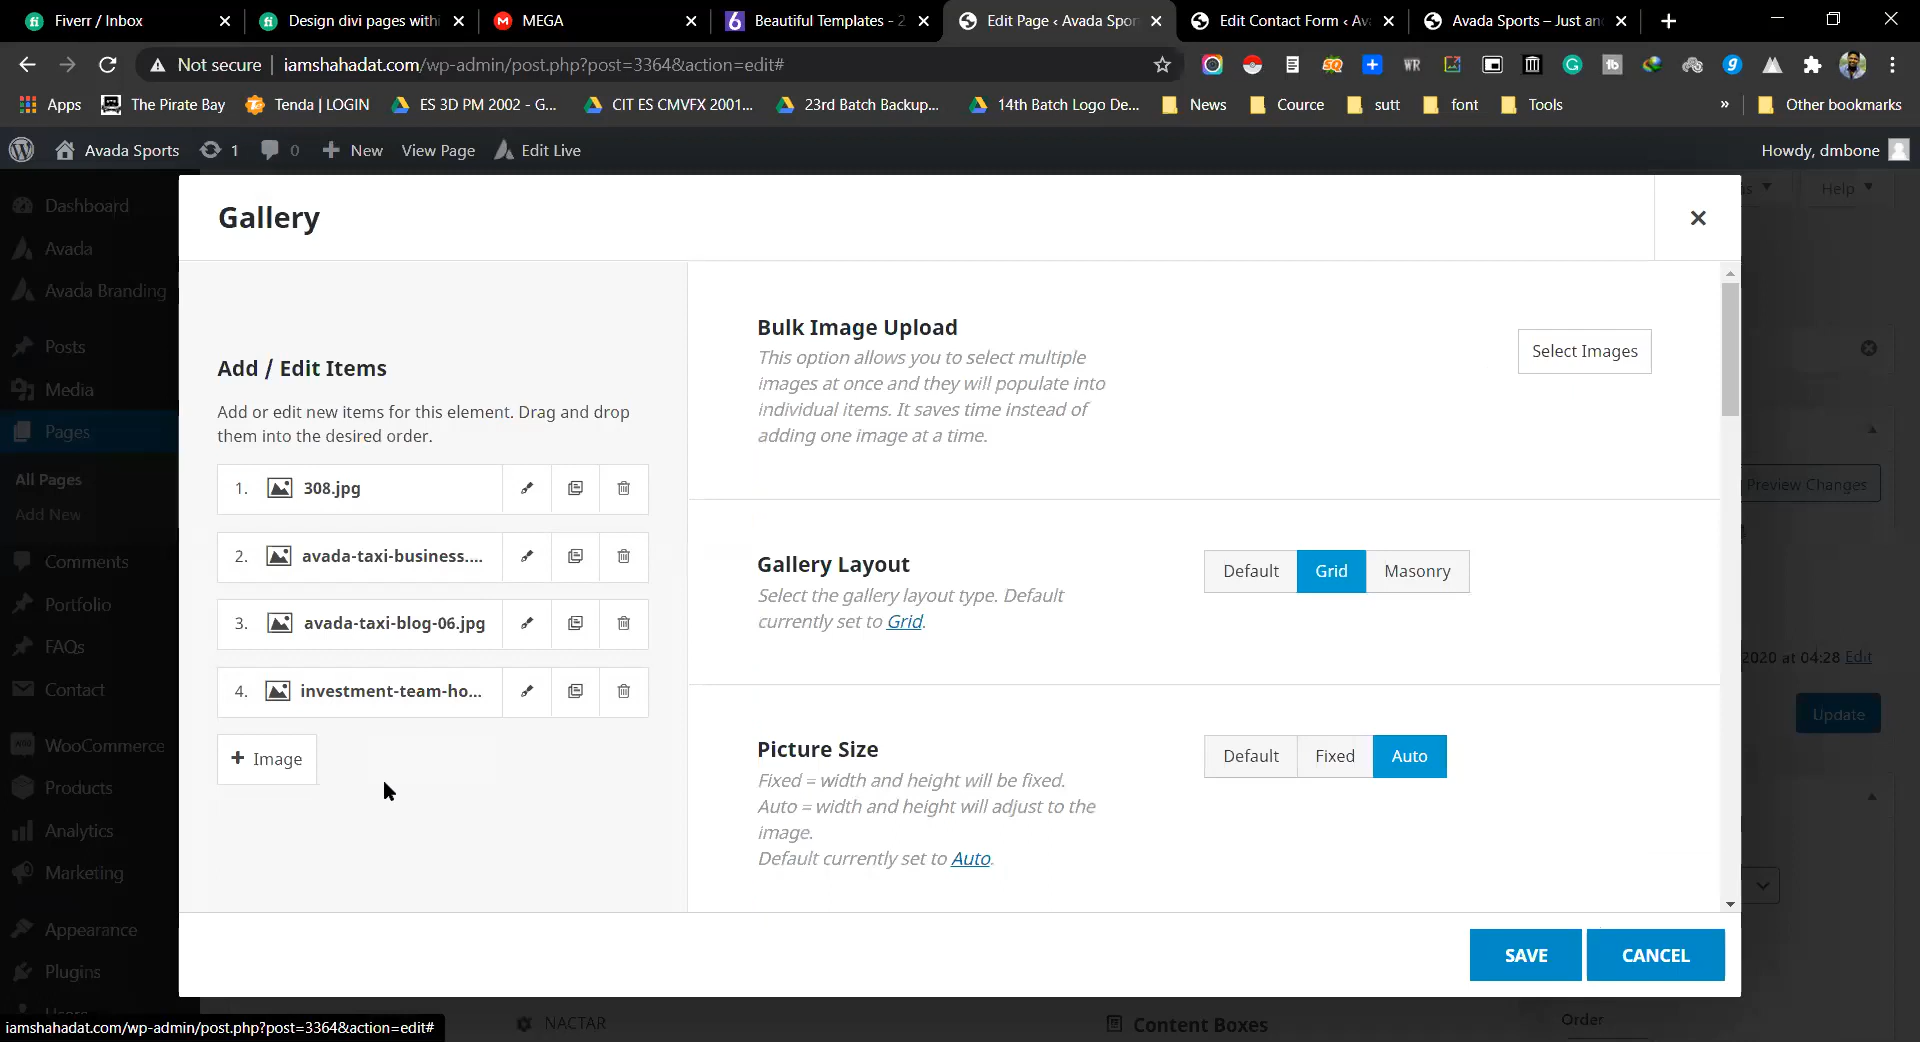 Fiverr / Inbox
Design divi pages withi
MEGA
Beautiful Templates - 2
Edit Page ‹ Avada Spor
Edit Contact Form ‹ Av
Avada Sports – Just an
Not secure
iamshahadat.com/wp-admin/post.php?post=3364&action=edit#
Apps
The Pirate Bay
Tenda | LOGIN
ES 3D PM 2002 - G...
CIT ES CMVFX 2001...
23rd Batch Backup...
14th Batch Logo De...
News
Cource
sutt
font
Tools
»
Other bookmarks
Avada Sports
1
0
New
View Page
Edit Live
Howdy, dmbone
Dashboard
Avada
Avada Branding
Posts
Media
Pages
All Pages
Add New
Comments
Portfolio
FAQs
Contact
WooCommerce
Products
Analytics
Marketing
Appearance
Plugins
Help
Gallery
Add / Edit Items
Add or edit new items for this element. Drag and drop
them into the desired order.
1. 308.jpg
2. avada-taxi-business....
3. avada-taxi-blog-06.jpg
4. investment-team-ho...
+ Image
Bulk Image Upload
This option allows you to select multiple
images at once and they will populate into
individual items. It saves time instead of
adding one image at a time.
Select Images
Gallery Layout
Select the gallery layout type. Default
currently set to Grid.
Default
Grid
Masonry
Picture Size
Fixed = width and height will be fixed.
Auto = width and height will adjust to the
image.
Default currently set to Auto.
Default
Fixed
Auto
SAVE
CANCEL
Preview Changes
2020 at 04:28 Edit
Update
iamshahadat.com/wp-admin/post.php?post=3364&action=edit#
NACTAR
Content Boxes
Order